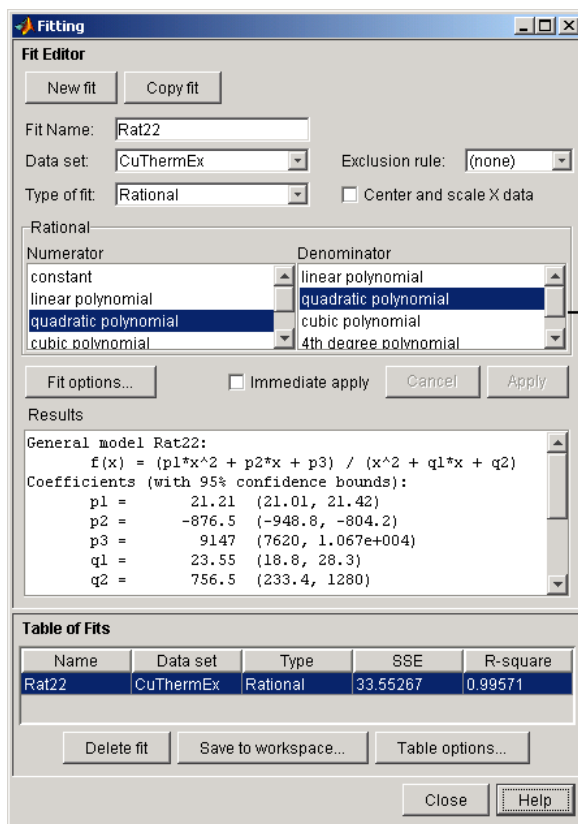 Fitting
Fit Editor
New fit Copy fit
Fit Name: Rat22
Data set: CuThermEx Exclusion rule: (none)
Type of fit: Rational Center and scale X data
Rational
Numerator Denominator
constant linear polynomial
linear polynomial quadratic polynomial
quadratic polynomial cubic polynomial
cubic polynomial 4th degree polynomial
Fit options... Immediate apply Cancel Apply
Results
General model Rat22:
f(x) = (p1*x^2 + p2*x + p3) / (x^2 + q1*x + q2)
Coefficients (with 95% confidence bounds):
p1 = 21.21 (21.01, 21.42)
p2 = -876.5 (-948.8, -804.2)
p3 = 9147 (7620, 1.067e+004)
q1 = 23.55 (18.8, 28.3)
q2 = 756.5 (233.4, 1280)
Table of Fits
Name Data set Type SSE R-square
Rat22 CuThermEx Rational 33.55267 0.99571
Delete fit Save to workspace... Table options...
Close Help